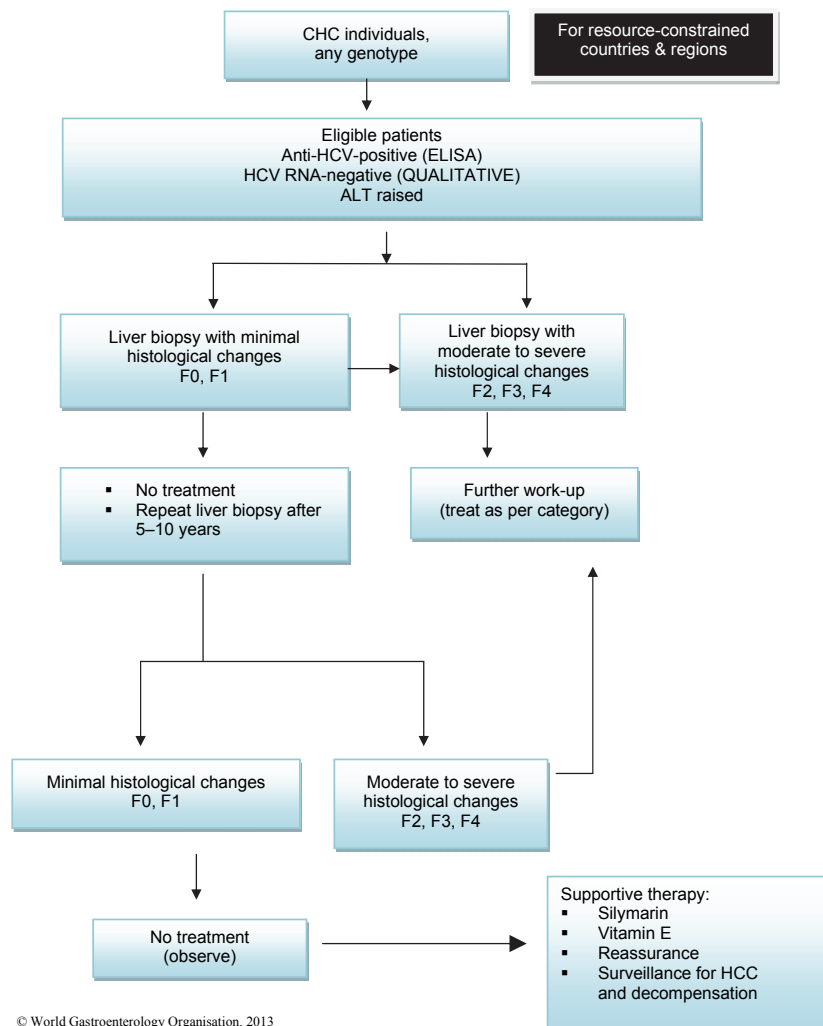 CHC individuals,
any genotype
For resource-constrained
countries & regions
Eligible patients
Anti-HCV-positive (ELISA)
HCV RNA-negative (QUALITATIVE)
ALT raised
Liver biopsy with minimal
histological changes
F0, F1
Liver biopsy with
moderate to severe
histological changes
F2, F3, F4
▪ No treatment
▪ Repeat liver biopsy after
5–10 years
Further work-up
(treat as per category)
Minimal histological changes
F0, F1
Moderate to severe
histological changes
F2, F3, F4
No treatment
(observe)
Supportive therapy:
▪ Silymarin
▪ Vitamin E
▪ Reassurance
▪ Surveillance for HCC
and decompensation
© World Gastroenterology Organisation, 2013